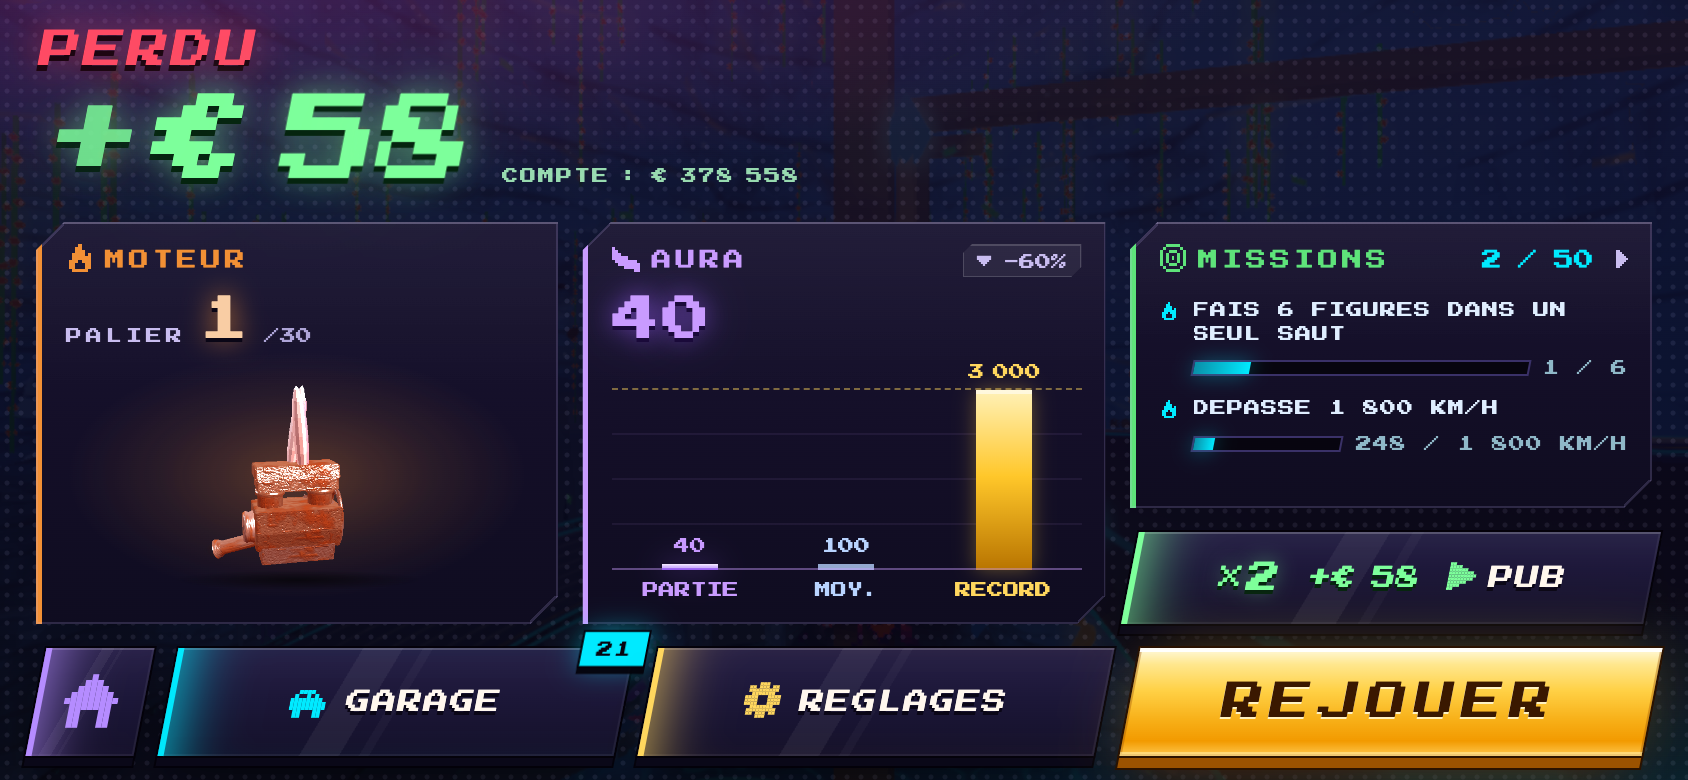 PERDU
+€ 58
COMPTE : € 378 558
MOTEUR
PALIER 1 /30
AURA
▼ -60%
40
3 000
40
100
PARTIE
MOY.
RECORD
MISSIONS
2 / 50
FAIS 6 FIGURES DANS UN
SEUL SAUT
1 / 6
DEPASSE 1 800 KM/H
248 / 1 800 KM/H
×2 +€ 58 PUB
21
GARAGE
REGLAGES
REJOUER